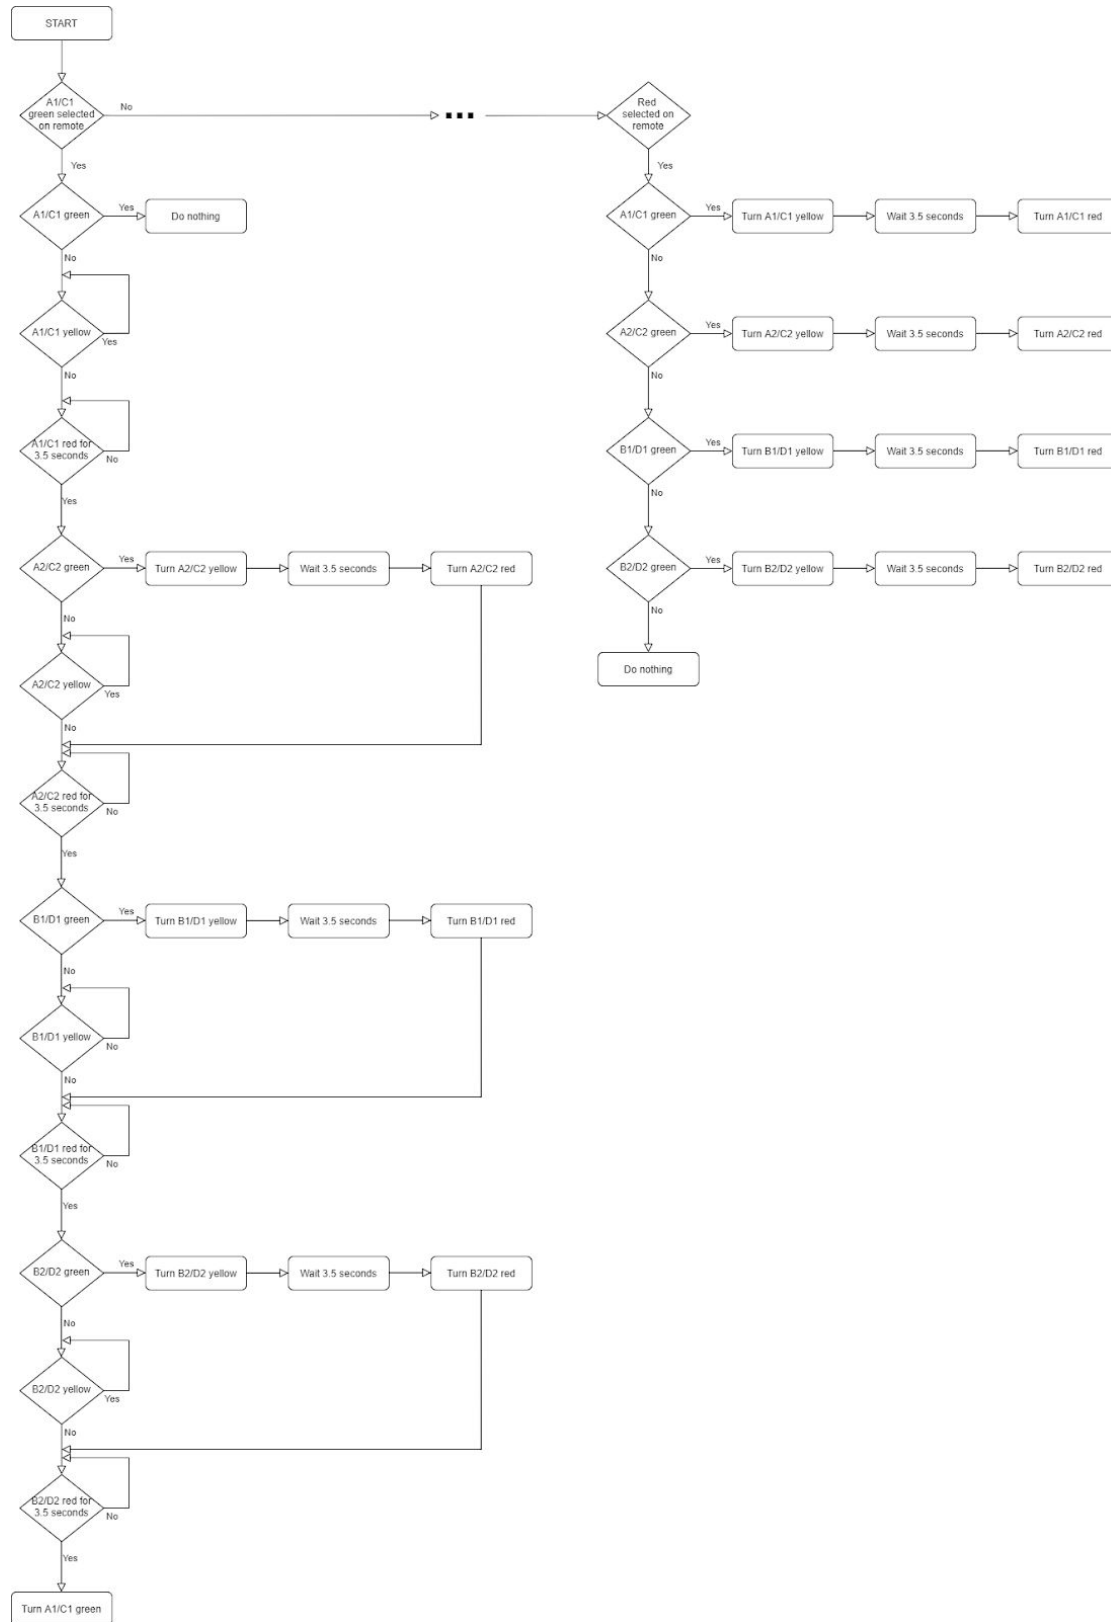 START
A1/C1
green selected
on remote
No
Red
selected on
remote
Yes
Yes
A1/C1 green
Yes
Do nothing
A1/C1 green
Yes
Turn A1/C1 yellow
Wait 3.5 seconds
Turn A1/C1 red
No
No
A1/C1 yellow
Yes
A2/C2 green
Yes
Turn A2/C2 yellow
Wait 3.5 seconds
Turn A2/C2 red
No
No
A1/C1 red for
3.5 seconds
No
B1/D1 green
Yes
Turn B1/D1 yellow
Wait 3.5 seconds
Turn B1/D1 red
Yes
No
A2/C2 green
Yes
Turn A2/C2 yellow
Wait 3.5 seconds
Turn A2/C2 red
B2/D2 green
Yes
Turn B2/D2 yellow
Wait 3.5 seconds
Turn B2/D2 red
No
No
A2/C2 yellow
Yes
Do nothing
No
A2/C2 red for
3.5 seconds
No
Yes
B1/D1 green
Yes
Turn B1/D1 yellow
Wait 3.5 seconds
Turn B1/D1 red
No
B1/D1 yellow
No
No
B1/D1 red for
3.5 seconds
No
Yes
B2/D2 green
Yes
Turn B2/D2 yellow
Wait 3.5 seconds
Turn B2/D2 red
No
B2/D2 yellow
Yes
No
B2/D2 red for
3.5 seconds
No
Yes
Turn A1/C1 green